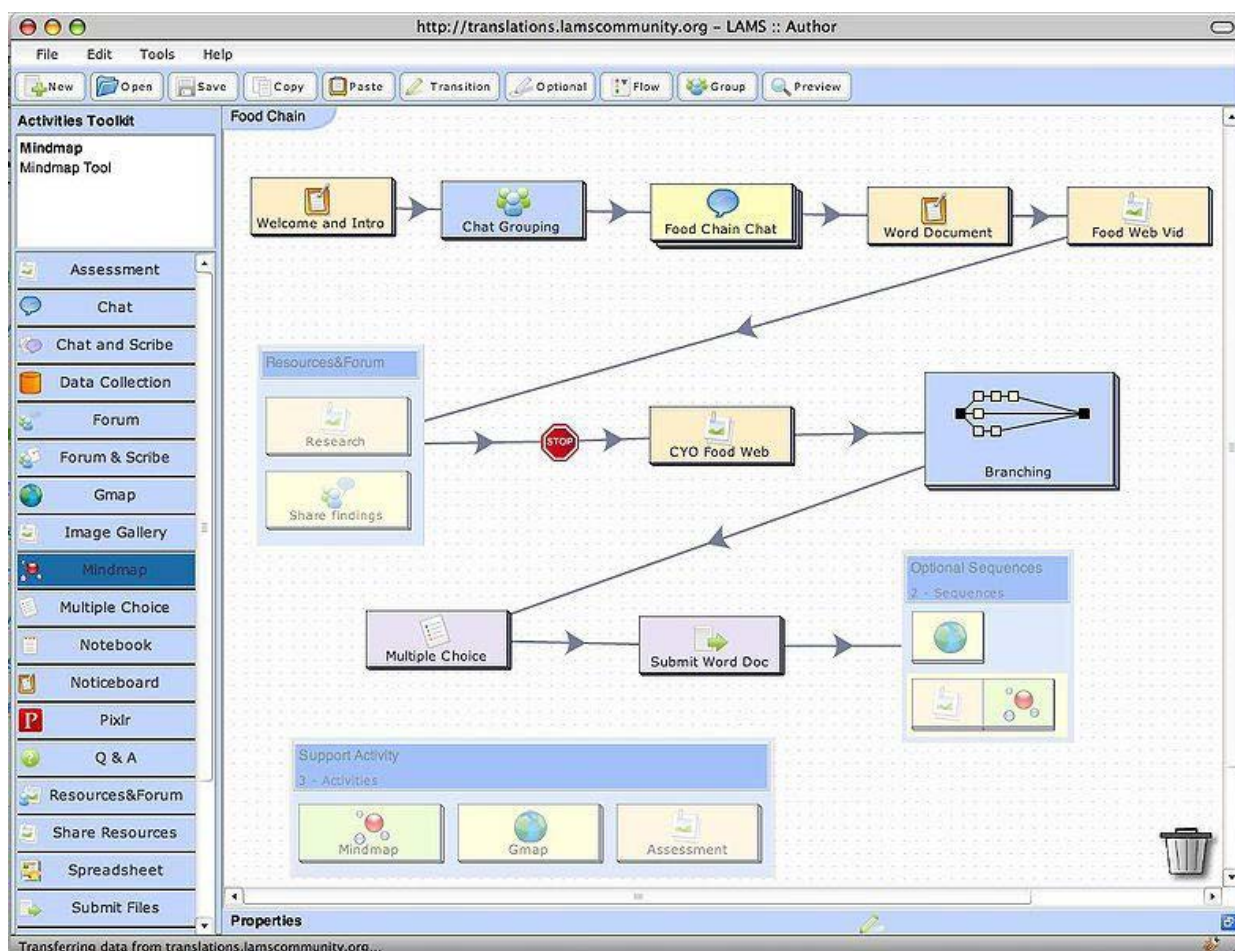 http://translations.lamscommunity.org – LAMS :: Author
File Edit Tools Help
New Open Save Copy Paste Transition Optional Flow Group Preview
Activities Toolkit
Mindmap
Mindmap Tool
Assessment
Chat
Chat and Scribe
Data Collection
Forum
Forum & Scribe
Gmap
Image Gallery
Mindmap
Multiple Choice
Notebook
Noticeboard
P Pixlr
Q & A
Resources&Forum
Share Resources
Spreadsheet
Submit Files
Food Chain
Welcome and Intro
Chat Grouping
Food Chain Chat
Word Document
Food Web Vid
Resources&Forum
Research
Share findings
STOP
CYO Food Web
Branching
Multiple Choice
Submit Word Doc
Optional Sequences
2 - Sequences
Support Activity
3 - Activities
Mindmap
Gmap
Assessment
Properties
Transferring data from translations.lamscommunity.org...